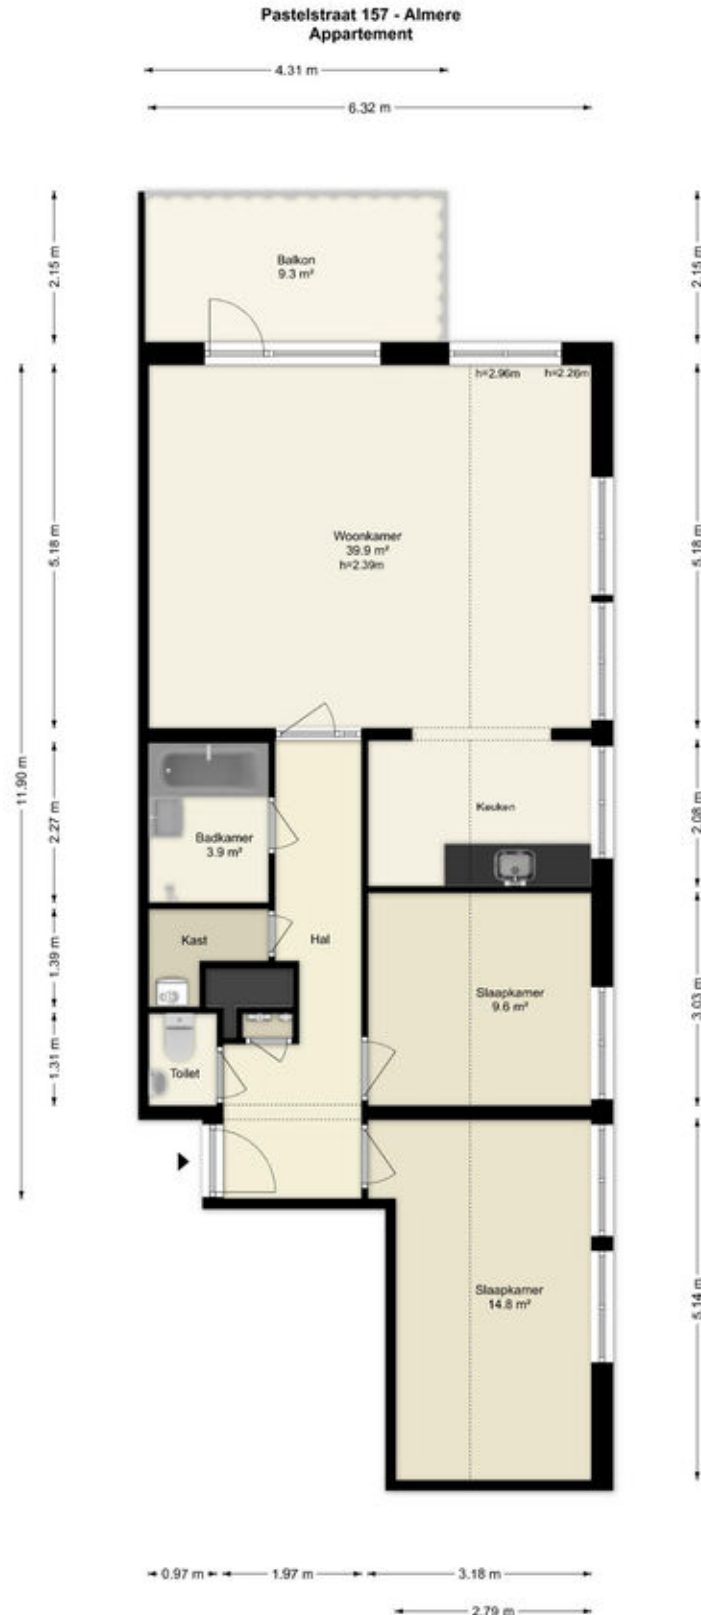 Pastelstraat 157 - Almere
Appartement
4.31 m
6.32 m
2.15 m
2.15 m
Balkon
9.3 m²
h=2.96m
h=2.26m
5.18 m
5.18 m
Woonkamer
39.9 m²
h=2.39m
11.90 m
2.27 m
2.08 m
Keuken
Badkamer
3.9 m²
Kast
Hal
1.39 m
3.03 m
Slaapkamer
9.6 m²
1.31 m
Toilet
Slaapkamer
14.8 m²
5.14 m
0.97 m
1.97 m
3.18 m
2.79 m